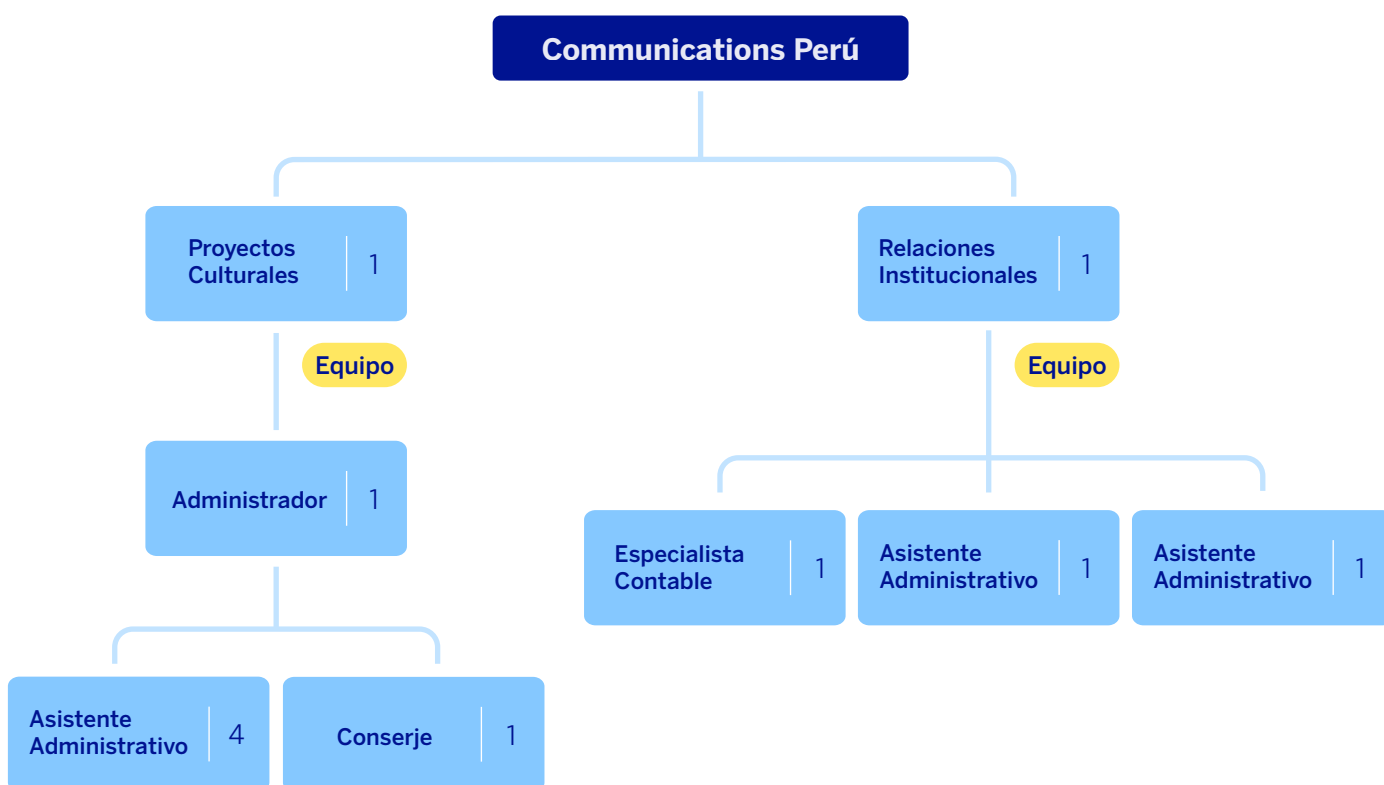 Communications Perú
Proyectos
Culturales
1
Relaciones
Institucionales
1
Equipo
Equipo
Administrador
1
Especialista
Contable
1
Asistente
Administrativo
1
Asistente
Administrativo
1
Asistente
Administrativo
4
Conserje
1